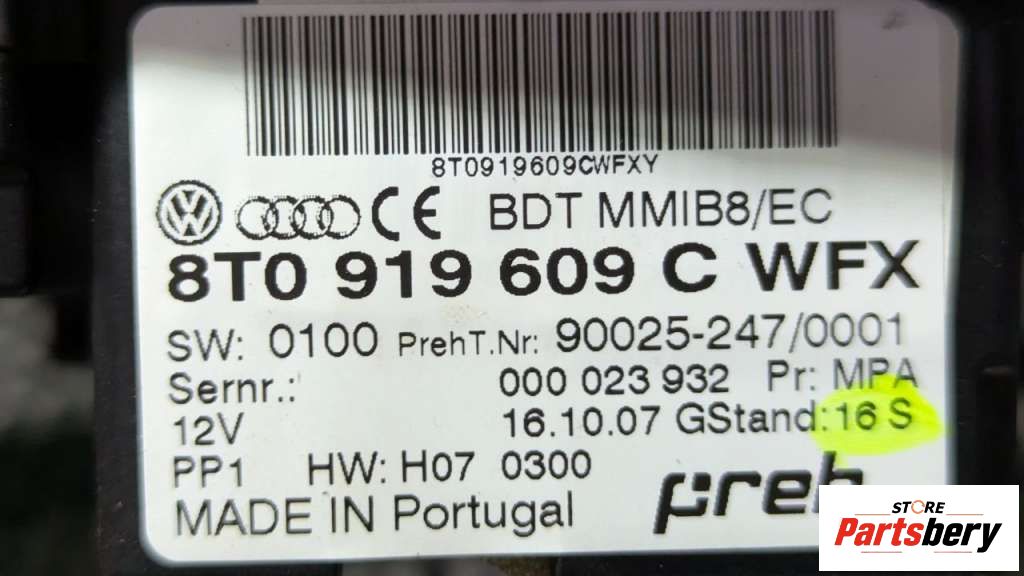 8T0919609CWFXY
BDT MMIB8/EC
8T0 919 609 C WFX
SW: 0100 PrehT.Nr: 90025-247/0001
Sernr.: 000 023 932 Pr: MPA
12V 16.10.07 GStand: 16 S
PP1 HW: H07 0300
MADE IN Portugal
preh
STORE
Partsbery